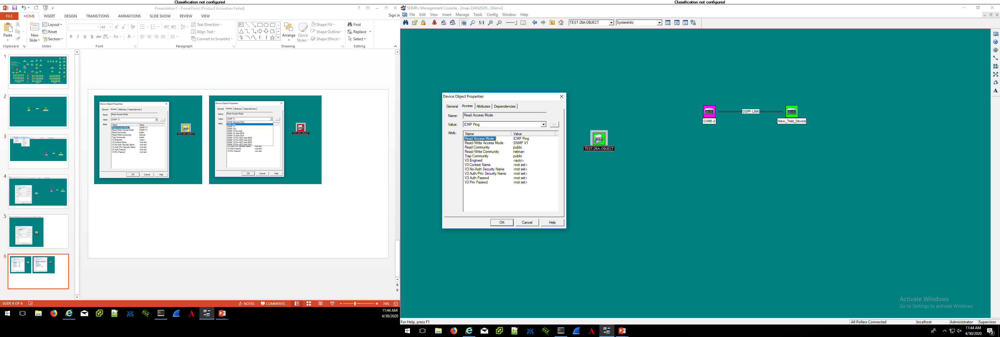 Classification not configured
Presentation1 - PowerPoint (Product Activation Failed)
FILE HOME INSERT DESIGN TRANSITIONS ANIMATIONS SLIDE SHOW REVIEW VIEW Sign in
Paste
New
Slide
Layout
Reset
Section
44
B I U S abc AV Aa A
Text Direction
Align Text
Convert to SmartArt
Arrange
Quick
Styles
Shape Fill
Shape Outline
Shape Effects
Find
Replace
Select
Clipboard Slides Font Paragraph Drawing Editing
1
2
3
4
5
6
Device Object Properties
General Access Attributes Dependencies
Name: Read Access Mode
Value: SNMP V1
Attrib: Name Value
Read Access Mode SNMP V1
Read/Write Access Mode SNMP V1
Read Community public
Read/Write Community netman
Trap Community public
V3 Engineid <auto>
V3 Context Name <not set>
V3 No-Auth Security Name <not set>
V3 Auth/Priv Security Name <not set>
V3 Auth Passwd <not set>
V3 Priv Passwd <not set>
OK Cancel Help
TEST-26A-OBJECT
Device Object Properties
General Access Attributes Dependencies
Name: Read Access Mode
Value: SNMP V1
Attrib:
NONE (Service Only)
ICMP Ping
SNMP V1
SNMP V2c
SNMP V3 No-Auth
SNMP V3 Auth-MD5
SNMP V3 Auth-SHA
SNMP V3 Priv-DES Auth-MD5
SNMP V3 Priv-DES Auth-SHA
SNMP V3 Priv-AES Auth-MD5
SNMP V3 Priv-AES Auth-SHA
V3 Auth/Priv Security Name <not set>
V3 Auth Passwd <not set>
V3 Priv Passwd <not set>
OK Cancel Help
TEST-26A-OBJECT
SLIDE 6 OF 6
NOTES COMMENTS 76%
11:44 AM
4/30/2020
Classification not configured
SNMPc Management Console - [map-2JAN2020\..\Demo]
File Edit View Insert Manage Tools Config Window Help
1:1 TEST-26A-OBJECT SystemInfo
A
Device Object Properties
General Access Attributes Dependencies
Name: Read Access Mode
Value: ICMP Ping >>
Attrib: Name Value
Read Access Mode ICMP Ping
Read/Write Access Mode SNMP V1
Read Community public
Read/Write Community netman
Trap Community public
V3 Engineid <auto>
V3 Context Name <not set>
V3 No-Auth Security Name <not set>
V3 Auth/Priv Security Name <not set>
V3 Auth Passwd <not set>
V3 Priv Passwd <not set>
OK Cancel Help
ICMP
TEST-26A-OBJECT
CORE-2
OSPF-LINK
New_Test_Device
Activate Windows
Go to Settings to activate Windows.
For Help, press F1
All Pollers Connected localhost Administrator Supervisor
11:44 AM
4/30/2020
2